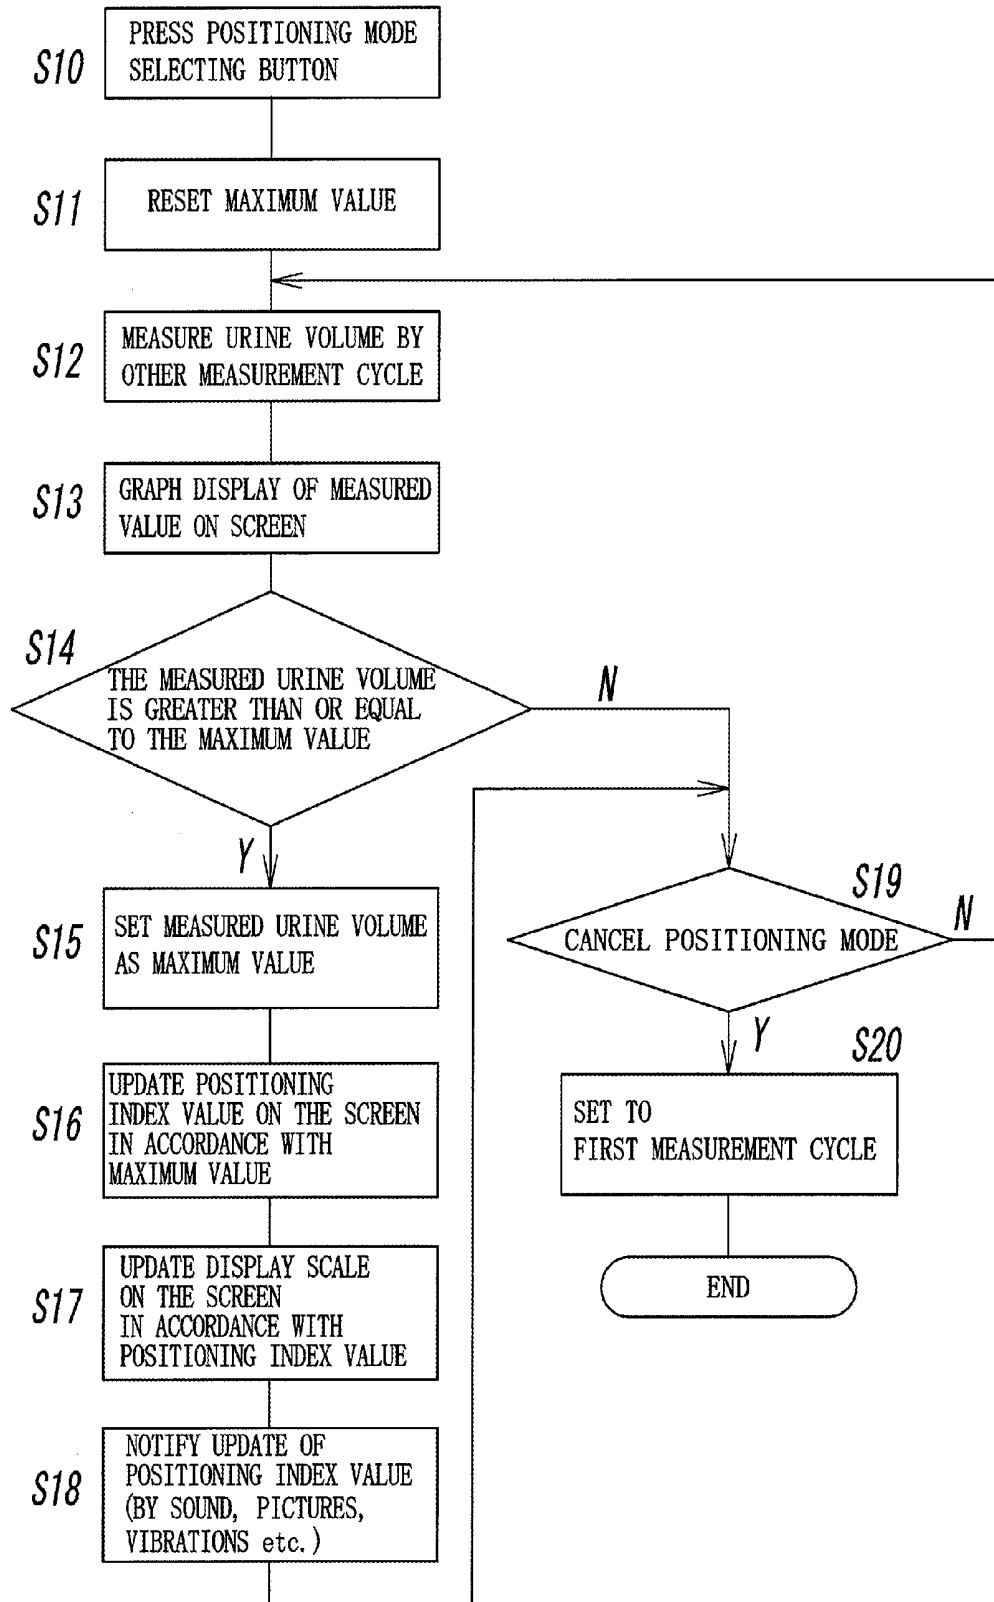 S10
PRESS POSITIONING MODE
SELECTING BUTTON
S11
RESET MAXIMUM VALUE
S12
MEASURE URINE VOLUME BY
OTHER MEASUREMENT CYCLE
S13
GRAPH DISPLAY OF MEASURED
VALUE ON SCREEN
S14
THE MEASURED URINE VOLUME
IS GREATER THAN OR EQUAL
TO THE MAXIMUM VALUE
N
Y
S15
SET MEASURED URINE VOLUME
AS MAXIMUM VALUE
S16
UPDATE POSITIONING
INDEX VALUE ON THE SCREEN
IN ACCORDANCE WITH
MAXIMUM VALUE
S17
UPDATE DISPLAY SCALE
ON THE SCREEN
IN ACCORDANCE WITH
POSITIONING INDEX VALUE
S18
NOTIFY UPDATE OF
POSITIONING INDEX VALUE
(BY SOUND, PICTURES,
VIBRATIONS etc.)
S19
CANCEL POSITIONING MODE
N
Y
S20
SET TO
FIRST MEASUREMENT CYCLE
END